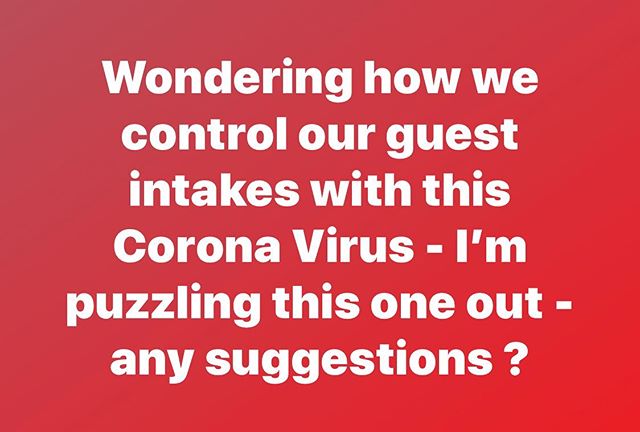 Wondering how we
control our guest
intakes with this
Corona Virus - I’m
puzzling this one out -
any suggestions ?